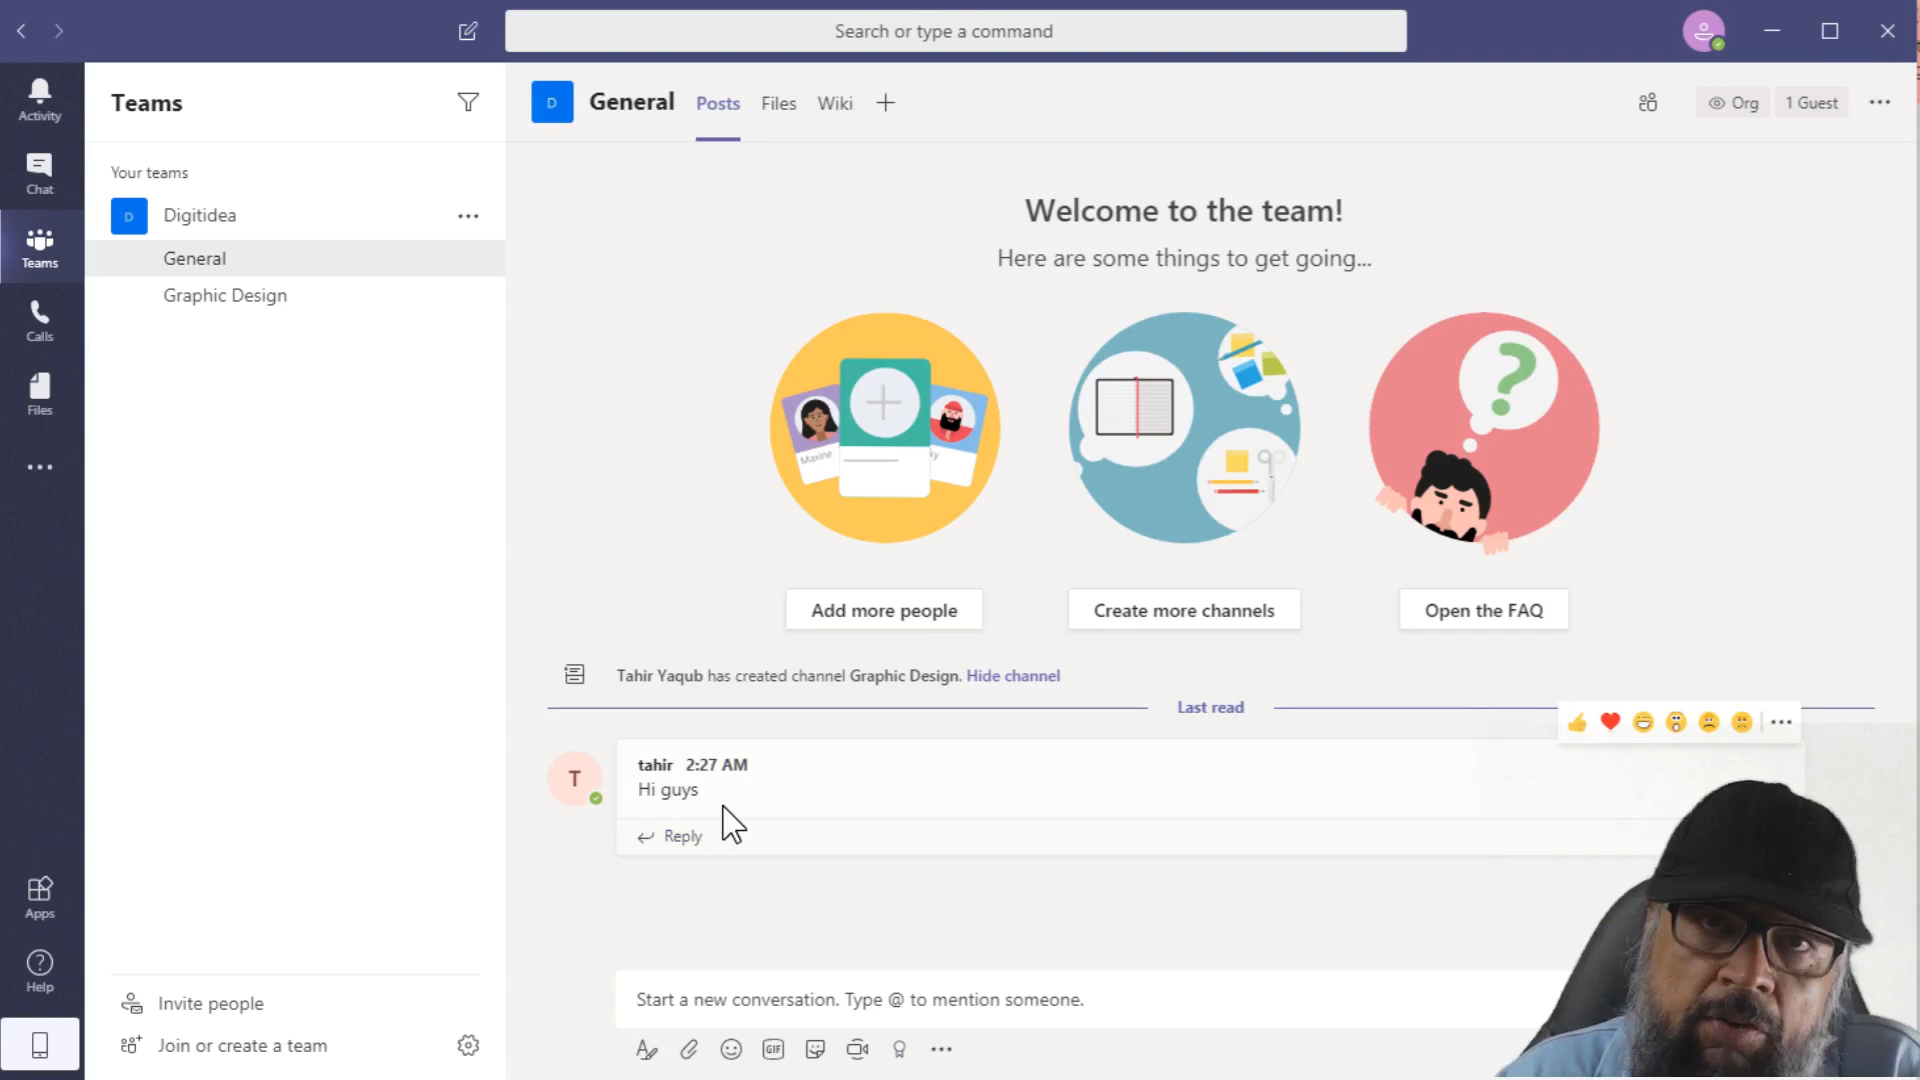 Search or type a command
Activity
Chat
Teams
Calls
Files
Apps
Help
Teams
Your teams
D Digitidea
General
Graphic Design
Invite people
Join or create a team
D General Posts Files Wiki
Org 1 Guest
Welcome to the team!
Here are some things to get going...
Maxine
?
Add more people Create more channels Open the FAQ
Tahir Yaqub has created channel Graphic Design. Hide channel
Last read
T tahir 2:27 AM
Hi guys
Reply
Start a new conversation. Type @ to mention someone.
GIF